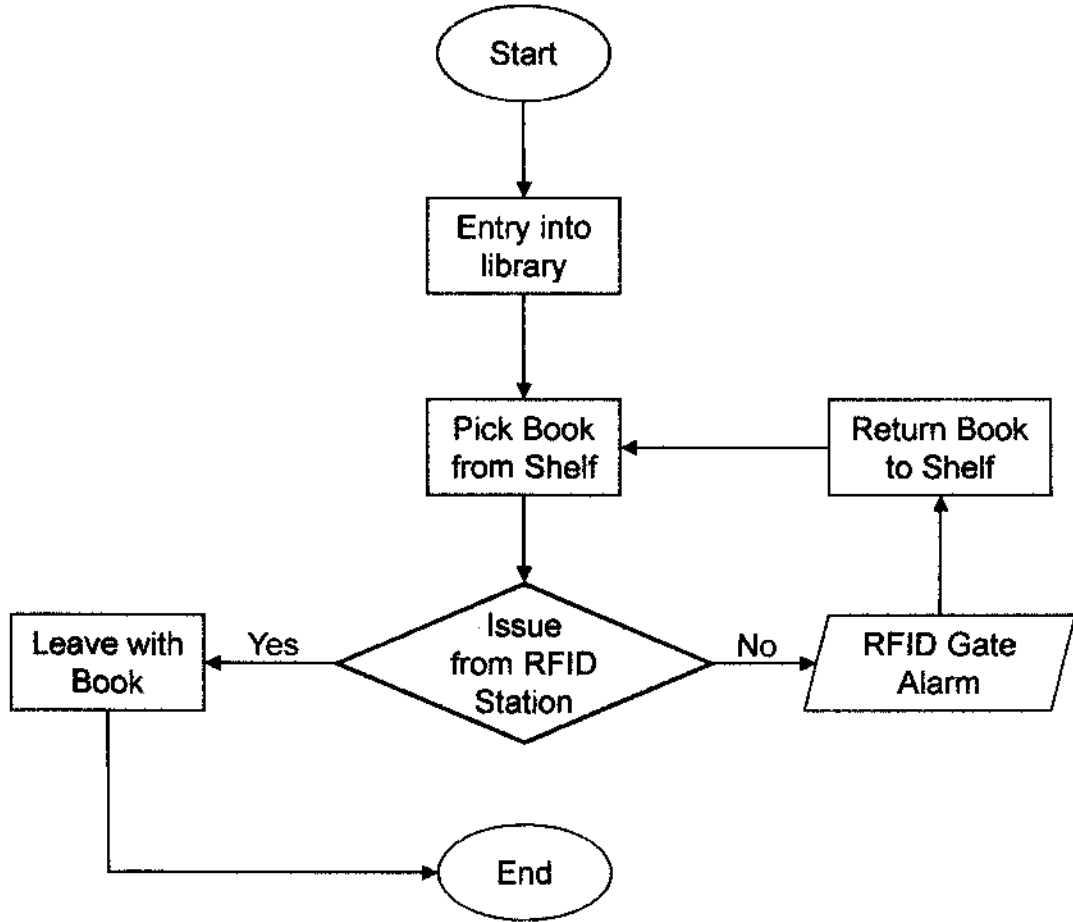 Start
Entry into
library
Pick Book
from Shelf
Return Book
to Shelf
Issue
from RFID
Station
Yes
No
Leave with
Book
RFID Gate
Alarm
End